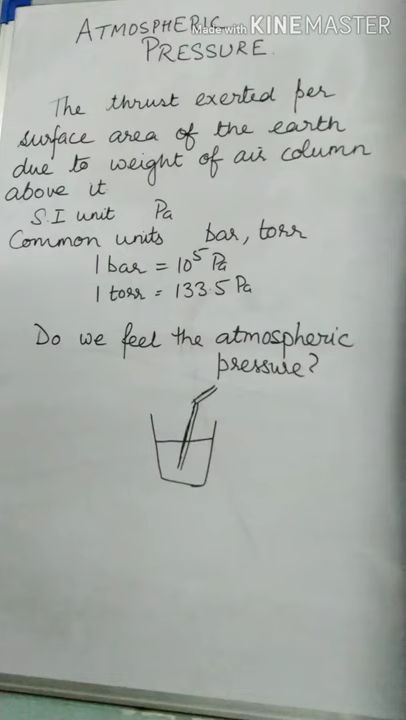 Made with KINEMASTER
ATMOSPHERIC
PRESSURE.
The thrust exerted per
surface area of the earth
due to weight of air column
above it
S.I unit Pa
Common units bar, torr
1 bar = 10⁵ Pa
1 torr = 133.5 Pa
Do we feel the atmospheric
pressure?